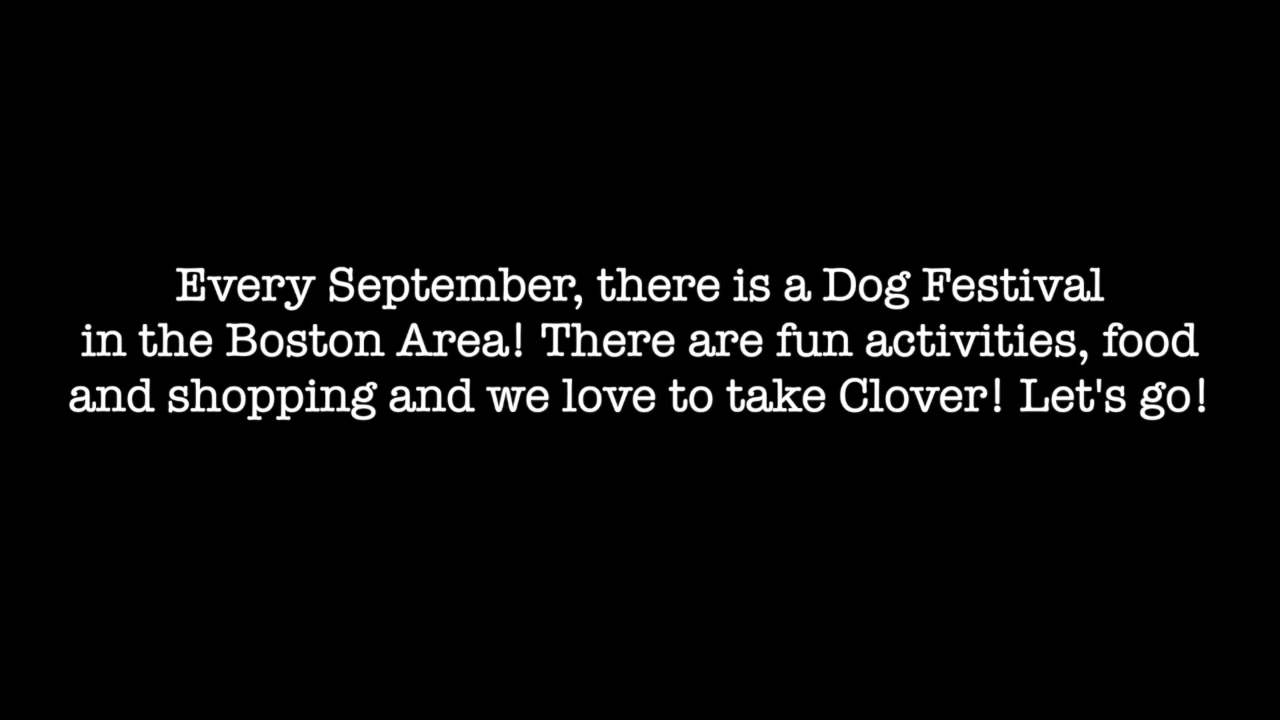 Every September, there is a Dog Festival
in the Boston Area! There are fun activities, food
and shopping and we love to take Clover! Let's go!